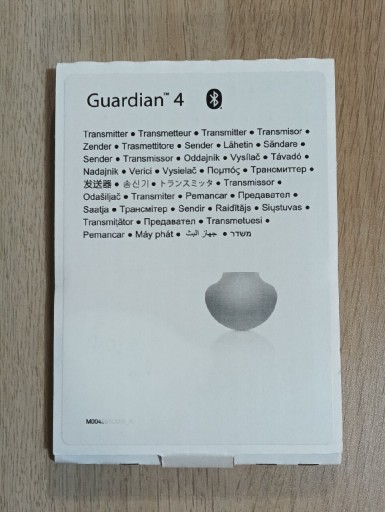 Guardian™ 4
Transmitter ● Transmetteur ● Transmitter ● Transmisor ●
Zender ● Trasmettitore ● Sender ● Lähetin ● Sändare ●
Sender ● Transmissor ● Oddajnik ● Vysílač ● Távadó ●
Nadajnik ● Verici ● Vysielač ● Πομπός ● Трансмиттер ●
发送器 ● 송신기 ● トランスミッタ ● Transmissor ●
Odašiljač ● Transmiter ● Pemancar ● Предавател ●
Saatja ● Трансмітер ● Sendir ● Raidītājs ● Siųstuvas ●
Transmițător ● Предавател ● Transmetuesi ●
Pemancar ● Máy phát ● جهاز البث ● משדר ●